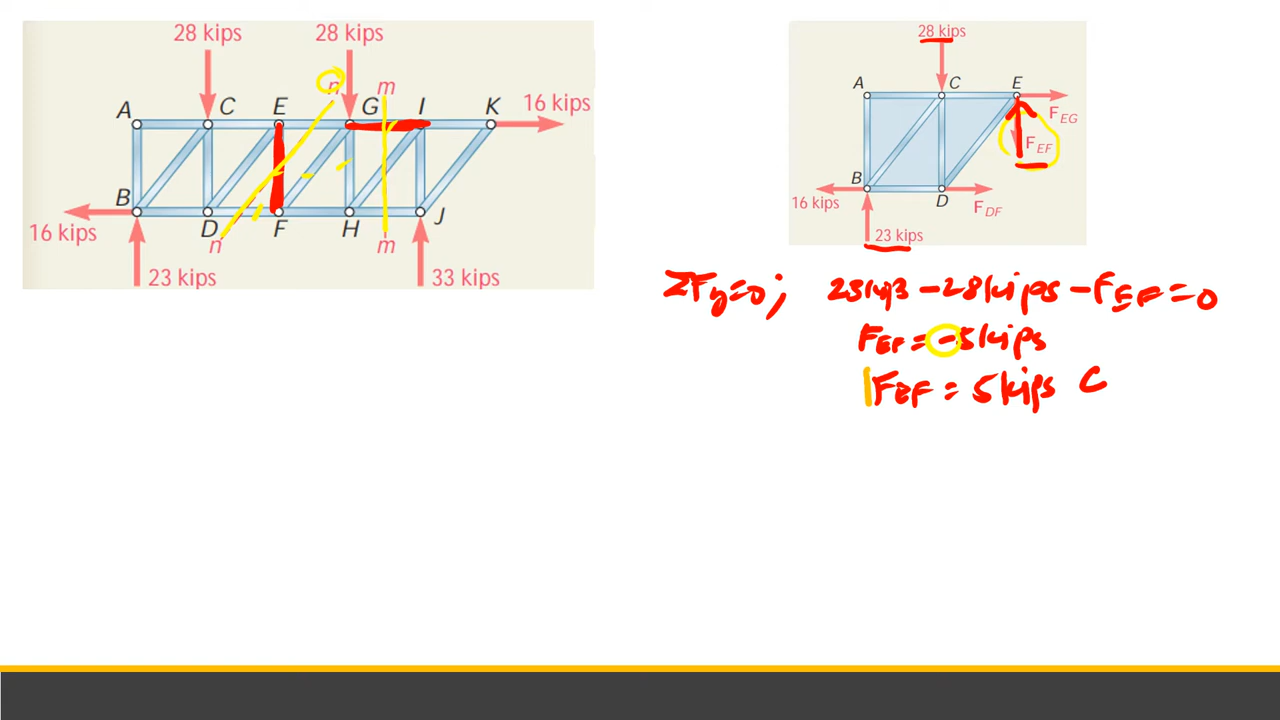 28 kips 28 kips
n m
A C E G I K 16 kips
B D F H J
16 kips n m
23 kips 33 kips
28 kips
A C E
F_EG
F_EF
B D
16 kips F_DF
23 kips
ΣFy=0; 23kips -28kips -F_EF=0
F_EF= -5kips
F_EF = 5kips C